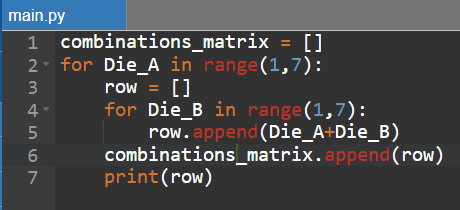 main.py
1 combinations_matrix = []
2 for Die_A in range(1,7):
3     row = []
4     for Die_B in range(1,7):
5         row.append(Die_A+Die_B)
6     combinations_matrix.append(row)
7     print(row)